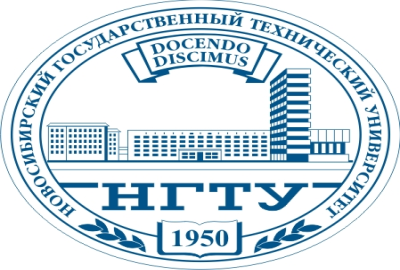 НОВОСИБИРСКИЙ ГОСУДАРСТВЕННЫЙ ТЕХНИЧЕСКИЙ УНИВЕРСИТЕТ
DOCENDO
DISCIMUS
НГТУ
1950